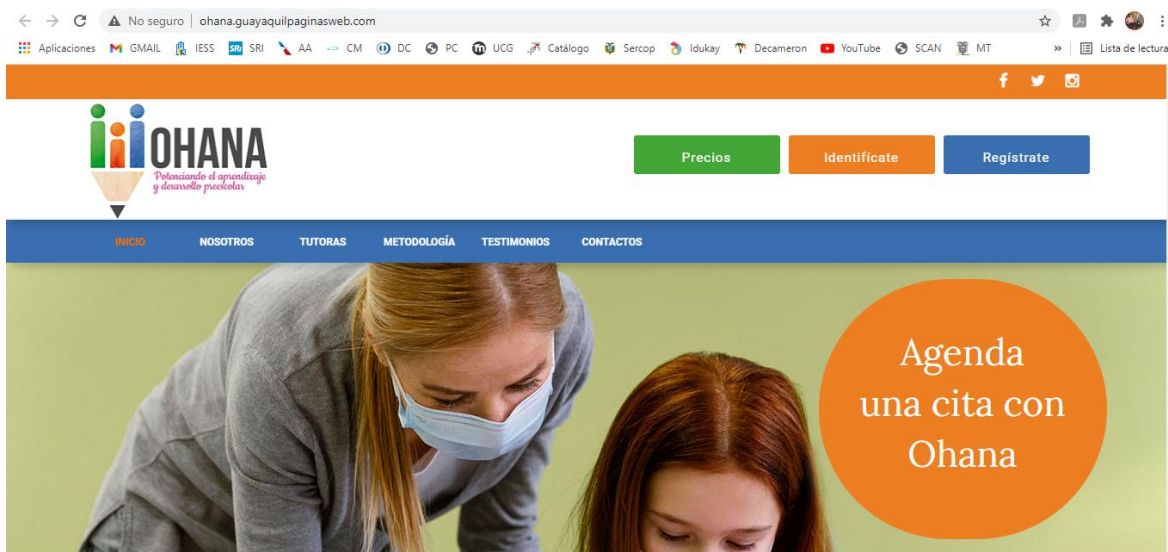 No seguro | ohana.guayaquilpaginasweb.com
Aplicaciones GMAIL IESS SRi SRI AA CM DC PC UCG Catálogo Sercop Idukay Decameron YouTube SCAN MT » Lista de lectura
OHANA
Potenciando el aprendizaje
y desarrollo preescolar
Precios Identifícate Regístrate
INICIO NOSOTROS TUTORAS METODOLOGÍA TESTIMONIOS CONTACTOS
Agenda
una cita con
Ohana